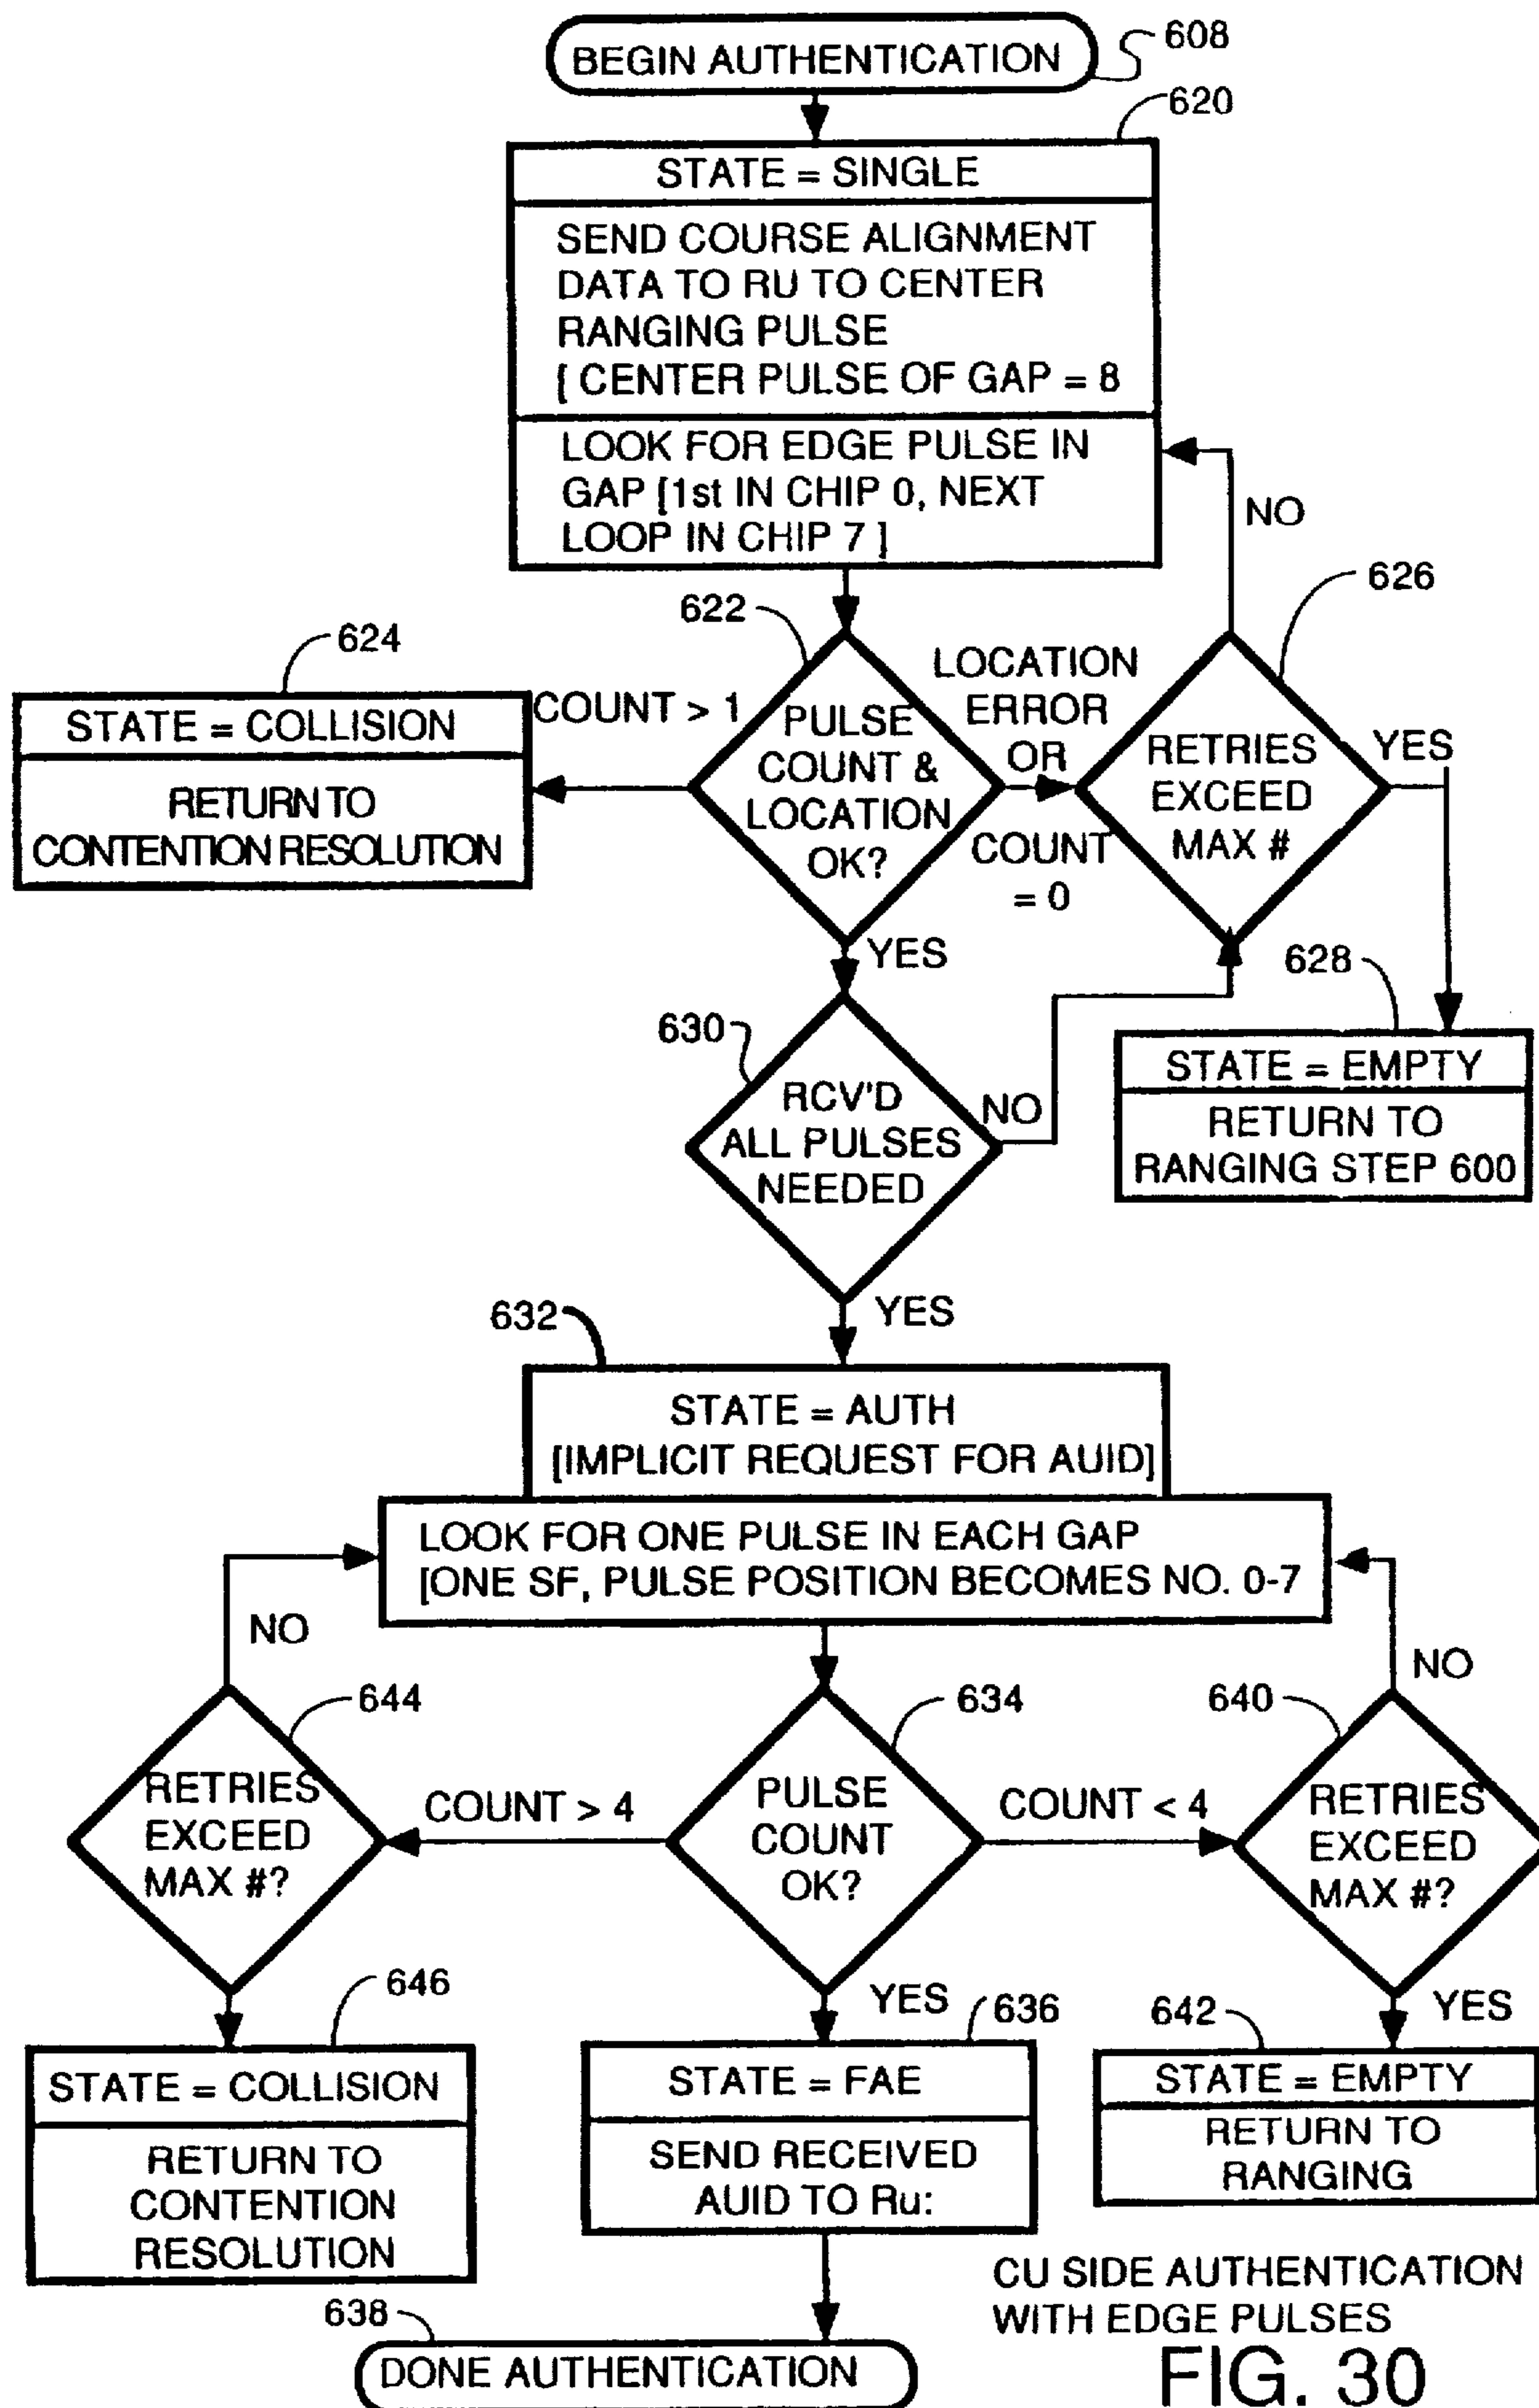 BEGIN AUTHENTICATION
608
620
STATE = SINGLE
SEND COURSE ALIGNMENT
DATA TO RU TO CENTER
RANGING PULSE
[ CENTER PULSE OF GAP = 8
LOOK FOR EDGE PULSE IN
GAP [1st IN CHIP 0, NEXT
LOOP IN CHIP 7 ]
NO
622
626
624
STATE = COLLISION
RETURN TO
CONTENTION RESOLUTION
COUNT > 1
PULSE
COUNT &
LOCATION
OK?
LOCATION
ERROR
OR
COUNT
= 0
RETRIES
EXCEED
MAX #
YES
YES
628
STATE = EMPTY
RETURN TO
RANGING STEP 600
630
RCV'D
ALL PULSES
NEEDED
NO
YES
632
STATE = AUTH
[IMPLICIT REQUEST FOR AUID]
LOOK FOR ONE PULSE IN EACH GAP
[ONE SF, PULSE POSITION BECOMES NO. 0-7
NO
NO
644
634
640
RETRIES
EXCEED
MAX #?
COUNT > 4
PULSE
COUNT
OK?
COUNT < 4
RETRIES
EXCEED
MAX #?
YES
YES
646
636
642
STATE = COLLISION
RETURN TO
CONTENTION
RESOLUTION
STATE = FAE
SEND RECEIVED
AUID TO Ru:
STATE = EMPTY
RETURN TO
RANGING
638
DONE AUTHENTICATION
CU SIDE AUTHENTICATION
WITH EDGE PULSES
FIG. 30